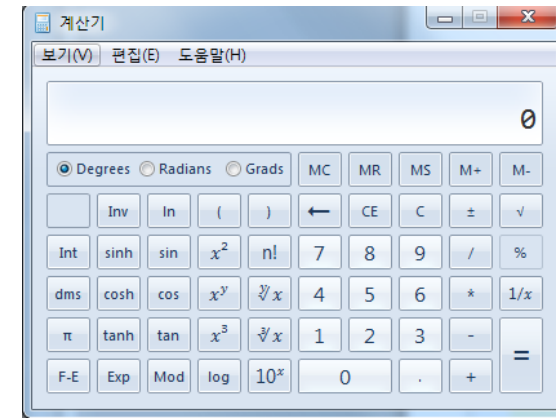 계산기
보기(V) 편집(E) 도움말(H)
0
Degrees Radians Grads MC MR MS M+ M-
Inv ln ( ) ← CE C ± √
Int sinh sin x² n! 7 8 9 / %
dms cosh cos xʸ ʸ√x 4 5 6 * 1/x
π tanh tan x³ ³√x 1 2 3 - =
F-E Exp Mod log 10ˣ 0 . +